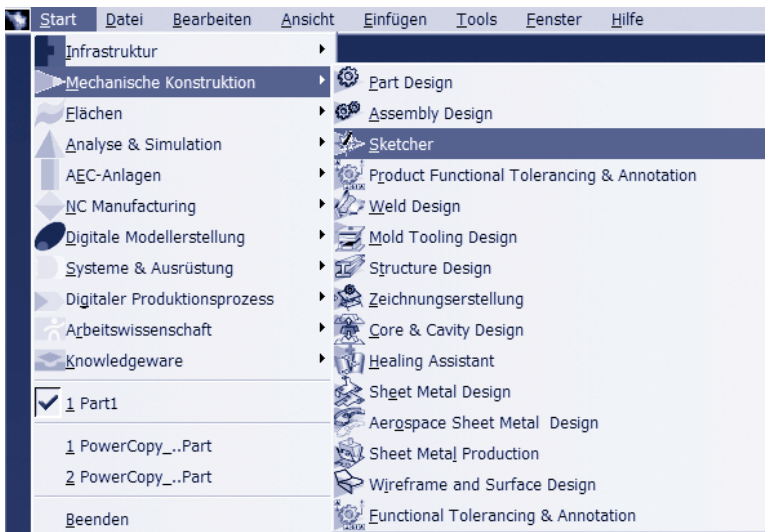 Start Datei Bearbeiten Ansicht Einfügen Tools Fenster Hilfe
Infrastruktur
Mechanische Konstruktion
Flächen
Analyse & Simulation
AEC-Anlagen
NC Manufacturing
Digitale Modellerstellung
Systeme & Ausrüstung
Digitaler Produktionsprozess
Arbeitswissenschaft
Knowledgeware
1 Part1
1 PowerCopy_..Part
2 PowerCopy_..Part
Beenden
Part Design
Assembly Design
Sketcher
Product Functional Tolerancing & Annotation
Weld Design
Mold Tooling Design
Structure Design
Zeichnungserstellung
Core & Cavity Design
Healing Assistant
Sheet Metal Design
Aerospace Sheet Metal Design
Sheet Metal Production
Wireframe and Surface Design
Functional Tolerancing & Annotation